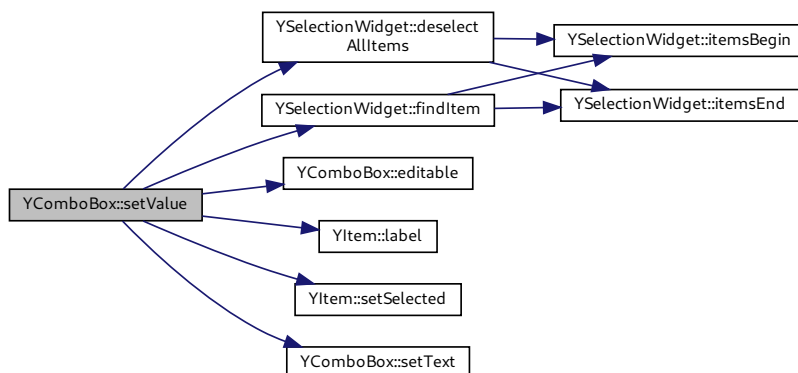 YSelectionWidget::deselect
AllItems
YSelectionWidget::itemsBegin
YSelectionWidget::findItem
YSelectionWidget::itemsEnd
YComboBox::editable
YComboBox::setValue
YItem::label
YItem::setSelected
YComboBox::setText